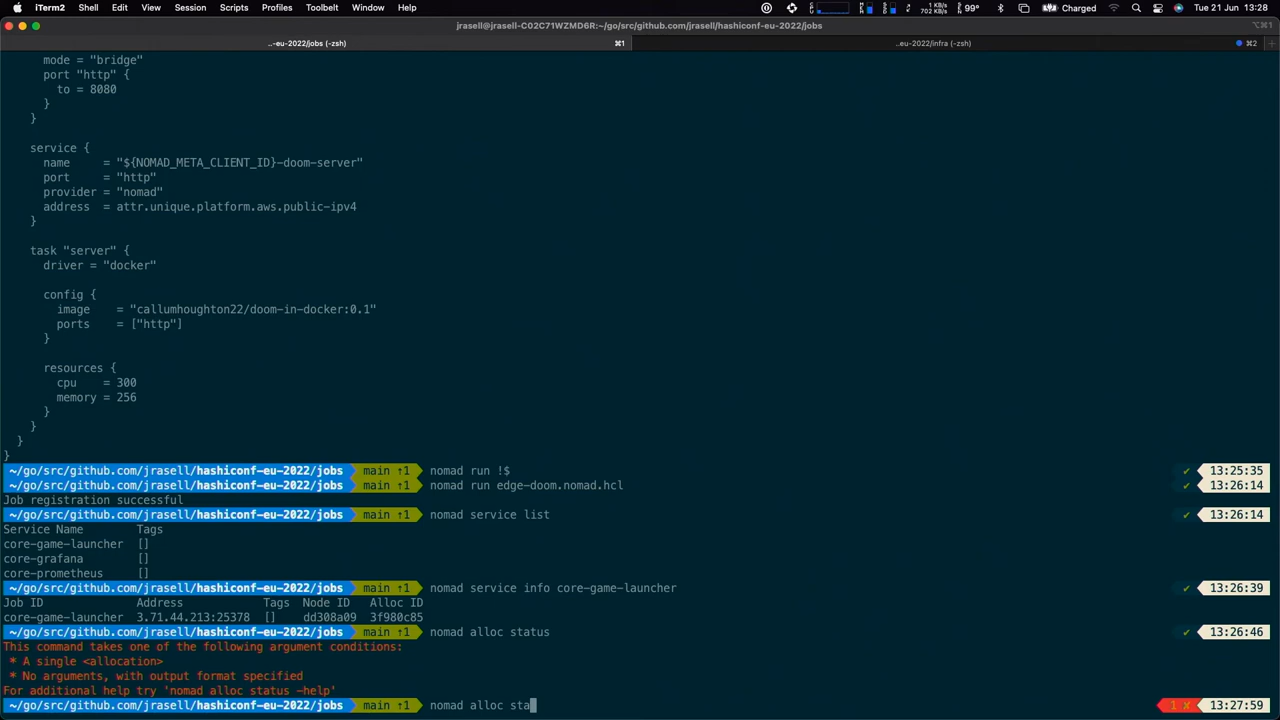 iTerm2 Shell Edit View Session Scripts Profiles Toolbelt Window Help 1 KB/s 702 KB/s 99° Charged Tue 21 Jun 13:28
jrasell@jrasell-C02C71WZMD6R:~/go/src/github.com/jrasell/hashiconf-eu-2022/jobs ⌥⌘1
..-eu-2022/jobs (-zsh) ⌘1 ..eu-2022/infra (-zsh) ⌘2
mode = "bridge"
port "http" {
to = 8080
}
}
service {
name = "${NOMAD_META_CLIENT_ID}-doom-server"
port = "http"
provider = "nomad"
address = attr.unique.platform.aws.public-ipv4
}
task "server" {
driver = "docker"
config {
image = "callumhoughton22/doom-in-docker:0.1"
ports = ["http"]
}
resources {
cpu = 300
memory = 256
}
}
}
}
~/go/src/github.com/jrasell/hashiconf-eu-2022/jobs main ↑1 nomad run !$ ✔ 13:25:35
~/go/src/github.com/jrasell/hashiconf-eu-2022/jobs main ↑1 nomad run edge-doom.nomad.hcl ✔ 13:26:14
Job registration successful
~/go/src/github.com/jrasell/hashiconf-eu-2022/jobs main ↑1 nomad service list ✔ 13:26:14
Service Name Tags
core-game-launcher []
core-grafana []
core-prometheus []
~/go/src/github.com/jrasell/hashiconf-eu-2022/jobs main ↑1 nomad service info core-game-launcher ✔ 13:26:39
Job ID Address Tags Node ID Alloc ID
core-game-launcher 3.71.44.213:25378 [] dd308a09 3f980c85
~/go/src/github.com/jrasell/hashiconf-eu-2022/jobs main ↑1 nomad alloc status ✔ 13:26:46
This command takes one of the following argument conditions:
* A single <allocation>
* No arguments, with output format specified
For additional help try 'nomad alloc status -help'
~/go/src/github.com/jrasell/hashiconf-eu-2022/jobs main ↑1 nomad alloc sta 1 ✘ 13:27:59